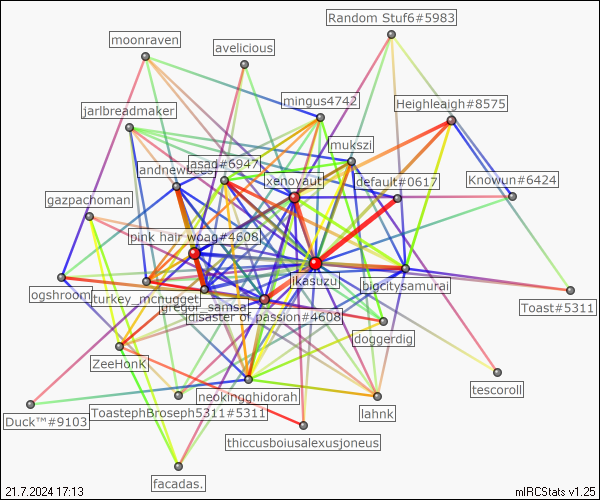 Random Stuf6#5983
moonraven
avelicious
mingus4742
Heighleaigh#8575
jarlbreadmaker
mukszi
asad#6947
xenoyaut
default#0617
Knowun#6424
gazpachoman
pink hair woag#4608
ikasuzu
bigcitysamurai
ogshroom
turkey_mcnugget
gregor_samsa
disaster of passion#4608
Toast#5311
doggerdig
ZeeHonK
tescoroll
neokingghidorah
ToastephBroseph5311#5311
lahnk
Duck™#9103
thiccusboiusalexusjoneus
facadas.
21.7.2024 17:13
mIRCStats v1.25